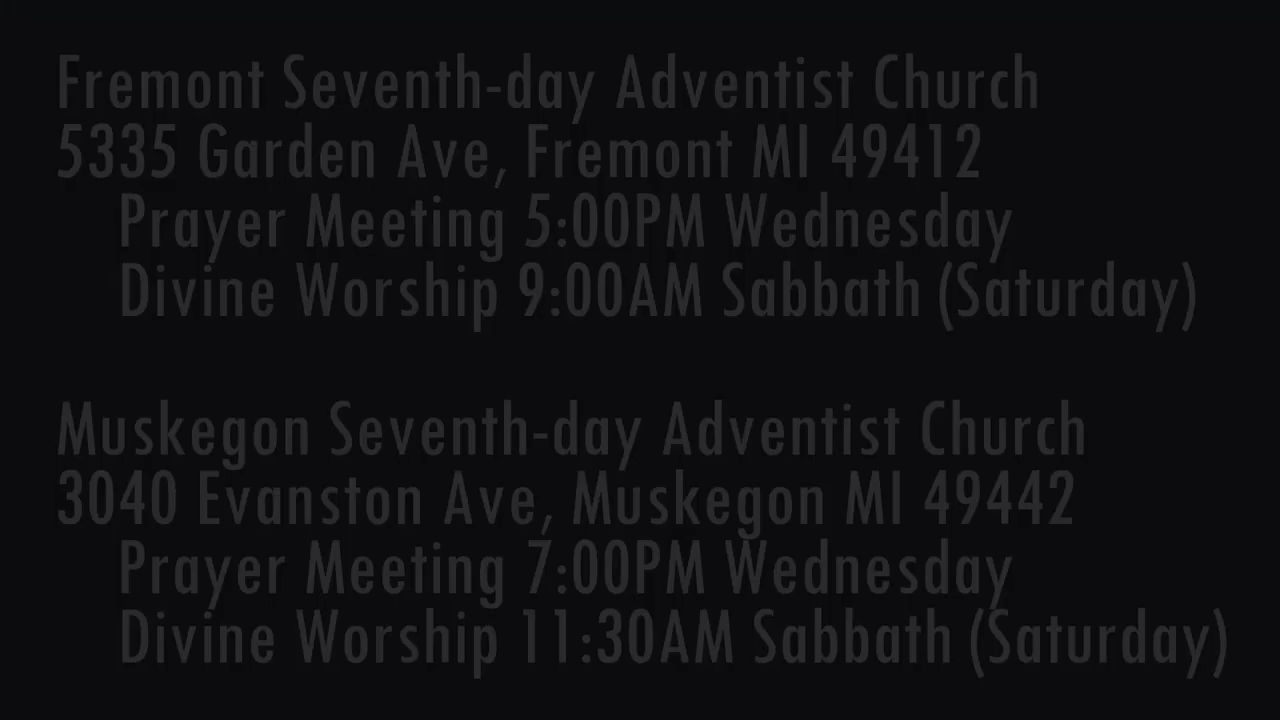 Fremont Seventh-day Adventist Church
5335 Garden Ave, Fremont MI 49412
Prayer Meeting 5:00PM Wednesday
Divine Worship 9:00AM Sabbath (Saturday)
Muskegon Seventh-day Adventist Church
3040 Evanston Ave, Muskegon MI 49442
Prayer Meeting 7:00PM Wednesday
Divine Worship 11:30AM Sabbath (Saturday)